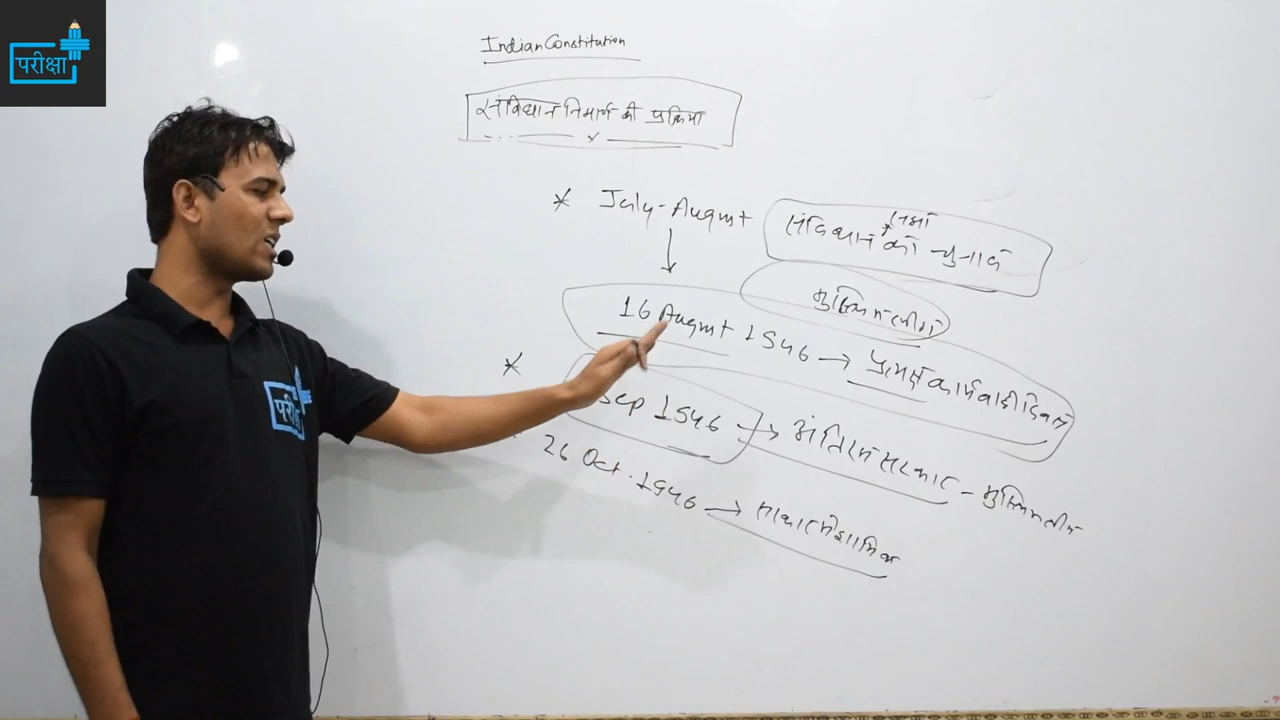 परीक्षा
Indian Constitution
संविधान निर्माण की प्रक्रिया
* July-August संविधान सभा का चुनाव
मुस्लिम लीग
16 August 1946 → प्रत्यक्ष कार्यवाही दिवस
* Sep 1946 → अंतरिम सरकार - मुस्लिम लीग
26 Oct. 1946 → सरकार में शामिल
परीक्षा